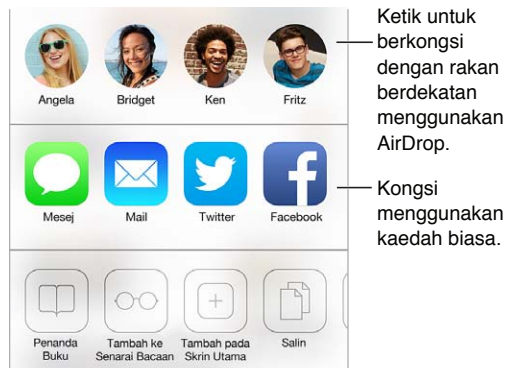 Angela Bridget Ken Fritz
Ketik untuk
berkongsi
dengan rakan
berdekatan
menggunakan
AirDrop.
Mesej Mail Twitter Facebook
Kongsi
menggunakan
kaedah biasa.
Penanda Tambah ke Tambah pada Salin
Buku Senarai Bacaan Skrin Utama